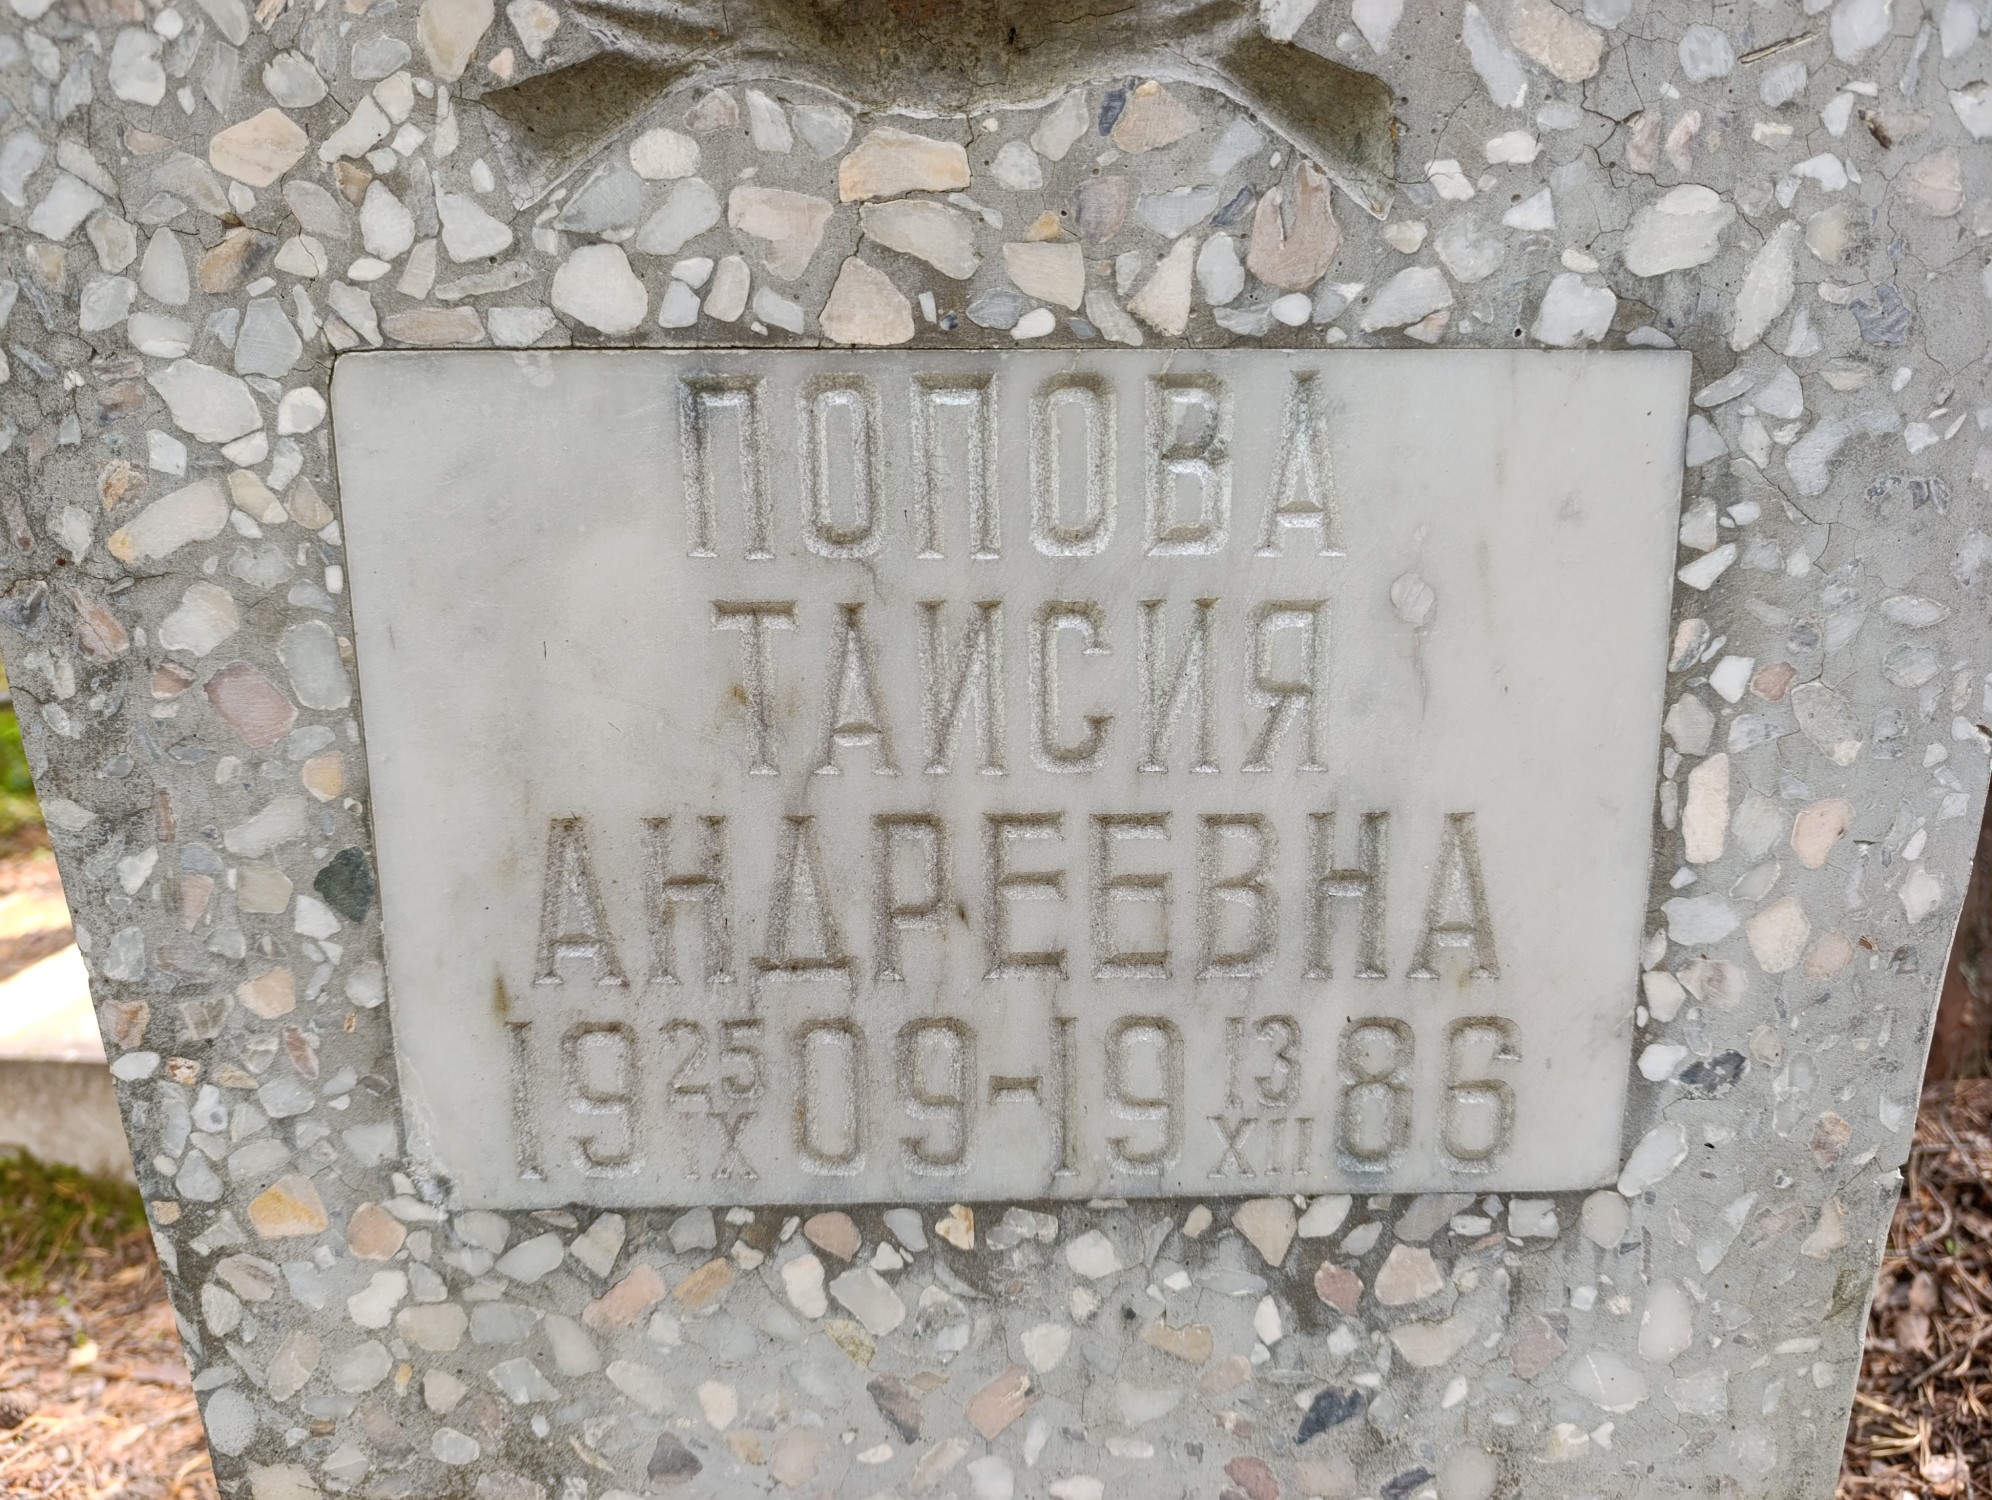 ПОПОВА
ТАИСИЯ
АНДРЕЕВНА
19 25/IX 09-19 13/XII 86